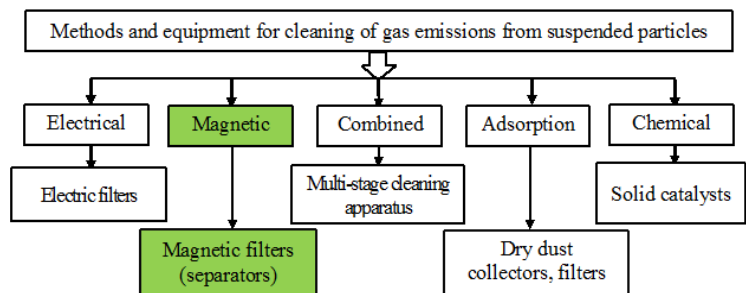 Methods and equipment for cleaning of gas emissions from suspended particles
Electrical
Magnetic
Combined
Adsorption
Chemical
Electric filters
Multi-stage cleaning
apparatus
Solid catalysts
Magnetic filters
(separators)
Dry dust
collectors, filters